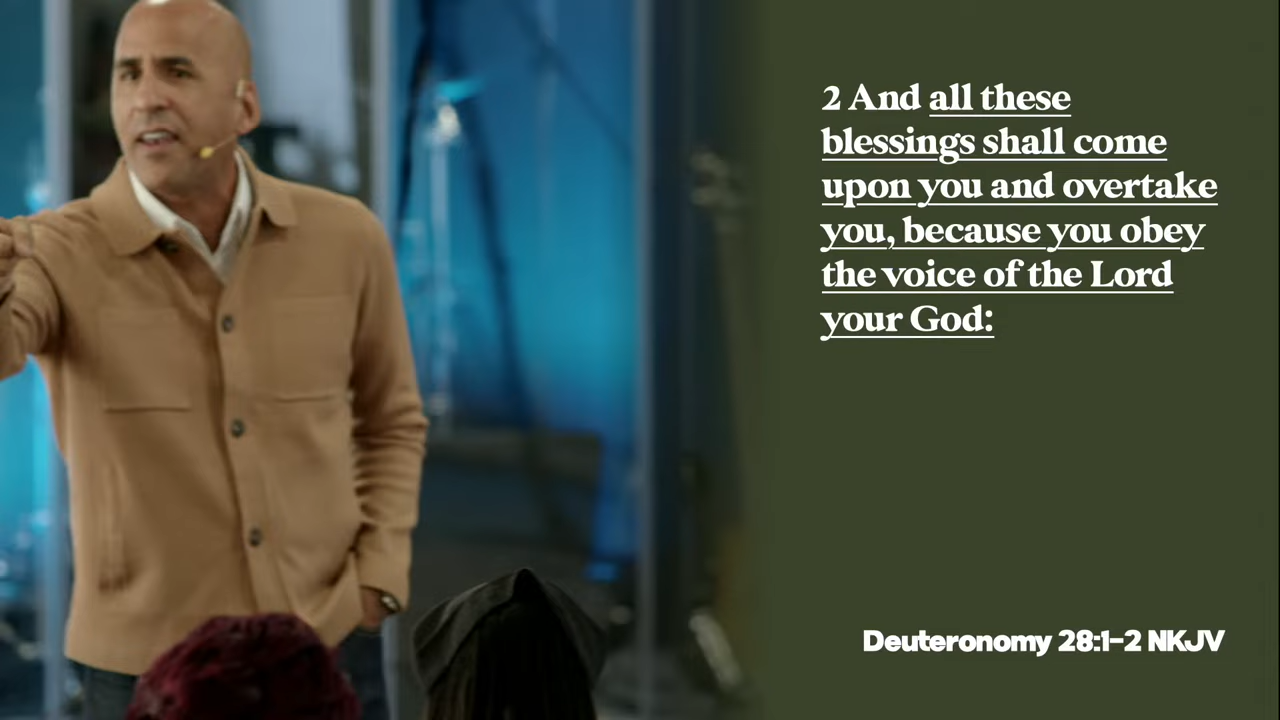 2 And all these
blessings shall come
upon you and overtake
you, because you obey
the voice of the Lord
your God:
Deuteronomy 28:1-2 NKJV